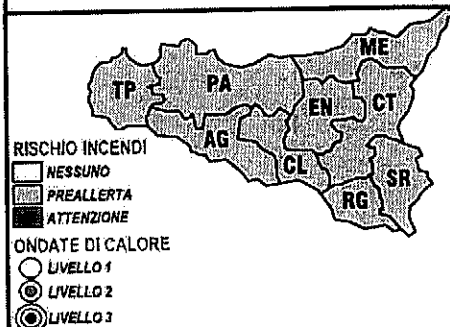 ME
PA
TP
EN
CT
AG
CL
SR
RG
RISCHIO INCENDI
NESSUNO
PREALLERTA
ATTENZIONE
ONDATE DI CALORE
LIVELLO 1
LIVELLO 2
LIVELLO 3